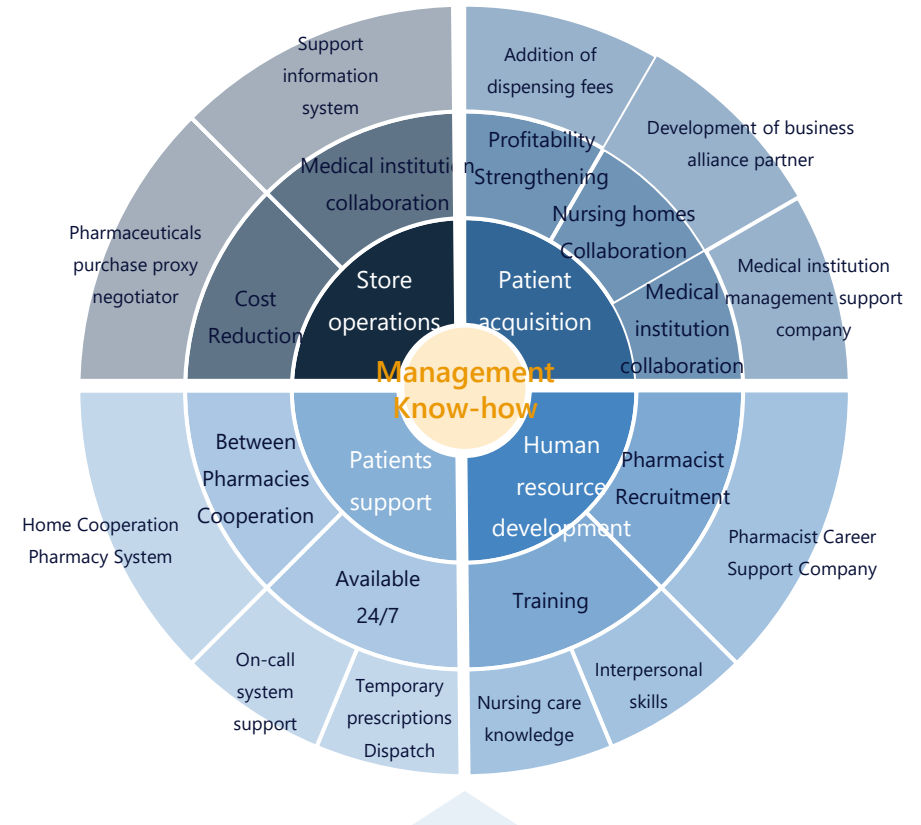 Support
information
system
Addition of
dispensing fees
Development of business
alliance partner
Medical institution
management support
company
Pharmaceuticals
purchase proxy
negotiator
Medical institution
collaboration
Cost
Reduction
Profitability
Strengthening
Nursing homes
Collaboration
Medical
institution
collaboration
Store
operations
Patient
acquisition
Management
Know-how
Patients
support
Human
resource
development
Between
Pharmacies
Cooperation
Available
24/7
Pharmacist
Recruitment
Training
Home Cooperation
Pharmacy System
On-call
system
support
Temporary
prescriptions
Dispatch
Nursing care
knowledge
Interpersonal
skills
Pharmacist Career
Support Company